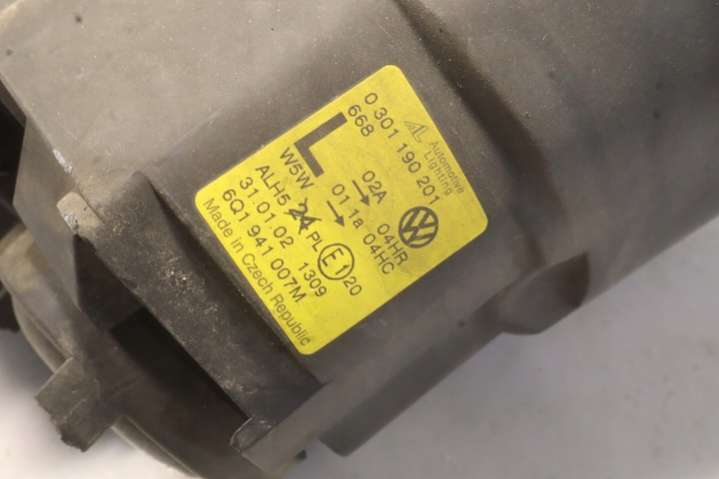 0 301 190 201
668
Automotive
Lighting
L
02A
04HR
W5W
01 1a
04HC
ALH5
24
PL
E1
20
31.01.02
1309
6Q1 941 007M
Made in Czech Republic